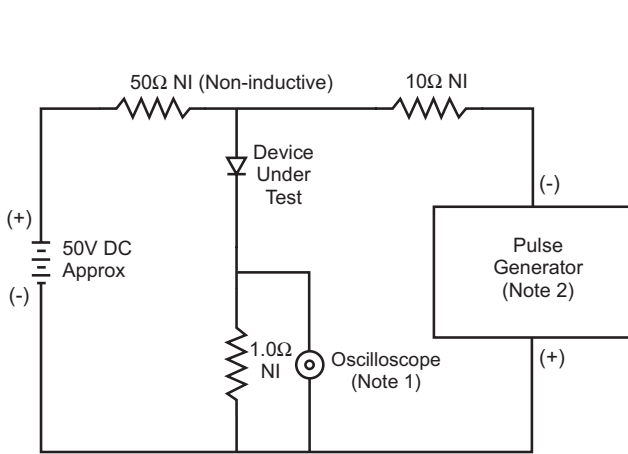 50Ω NI (Non-inductive)
10Ω NI
Device
Under
Test
(-)
(+)
50V DC
Approx
(-)
Pulse
Generator
(Note 2)
1.0Ω
NI
Oscilloscope
(Note 1)
(+)